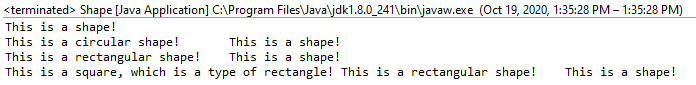 <terminated> Shape [Java Application] C:\Program Files\Java\jdk1.8.0_241\bin\javaw.exe  (Oct 19, 2020, 1:35:28 PM – 1:35:28 PM)
This is a shape!
This is a circular shape!	This is a shape!
This is a rectangular shape!	This is a shape!
This is a square, which is a type of rectangle! This is a rectangular shape!	This is a shape!